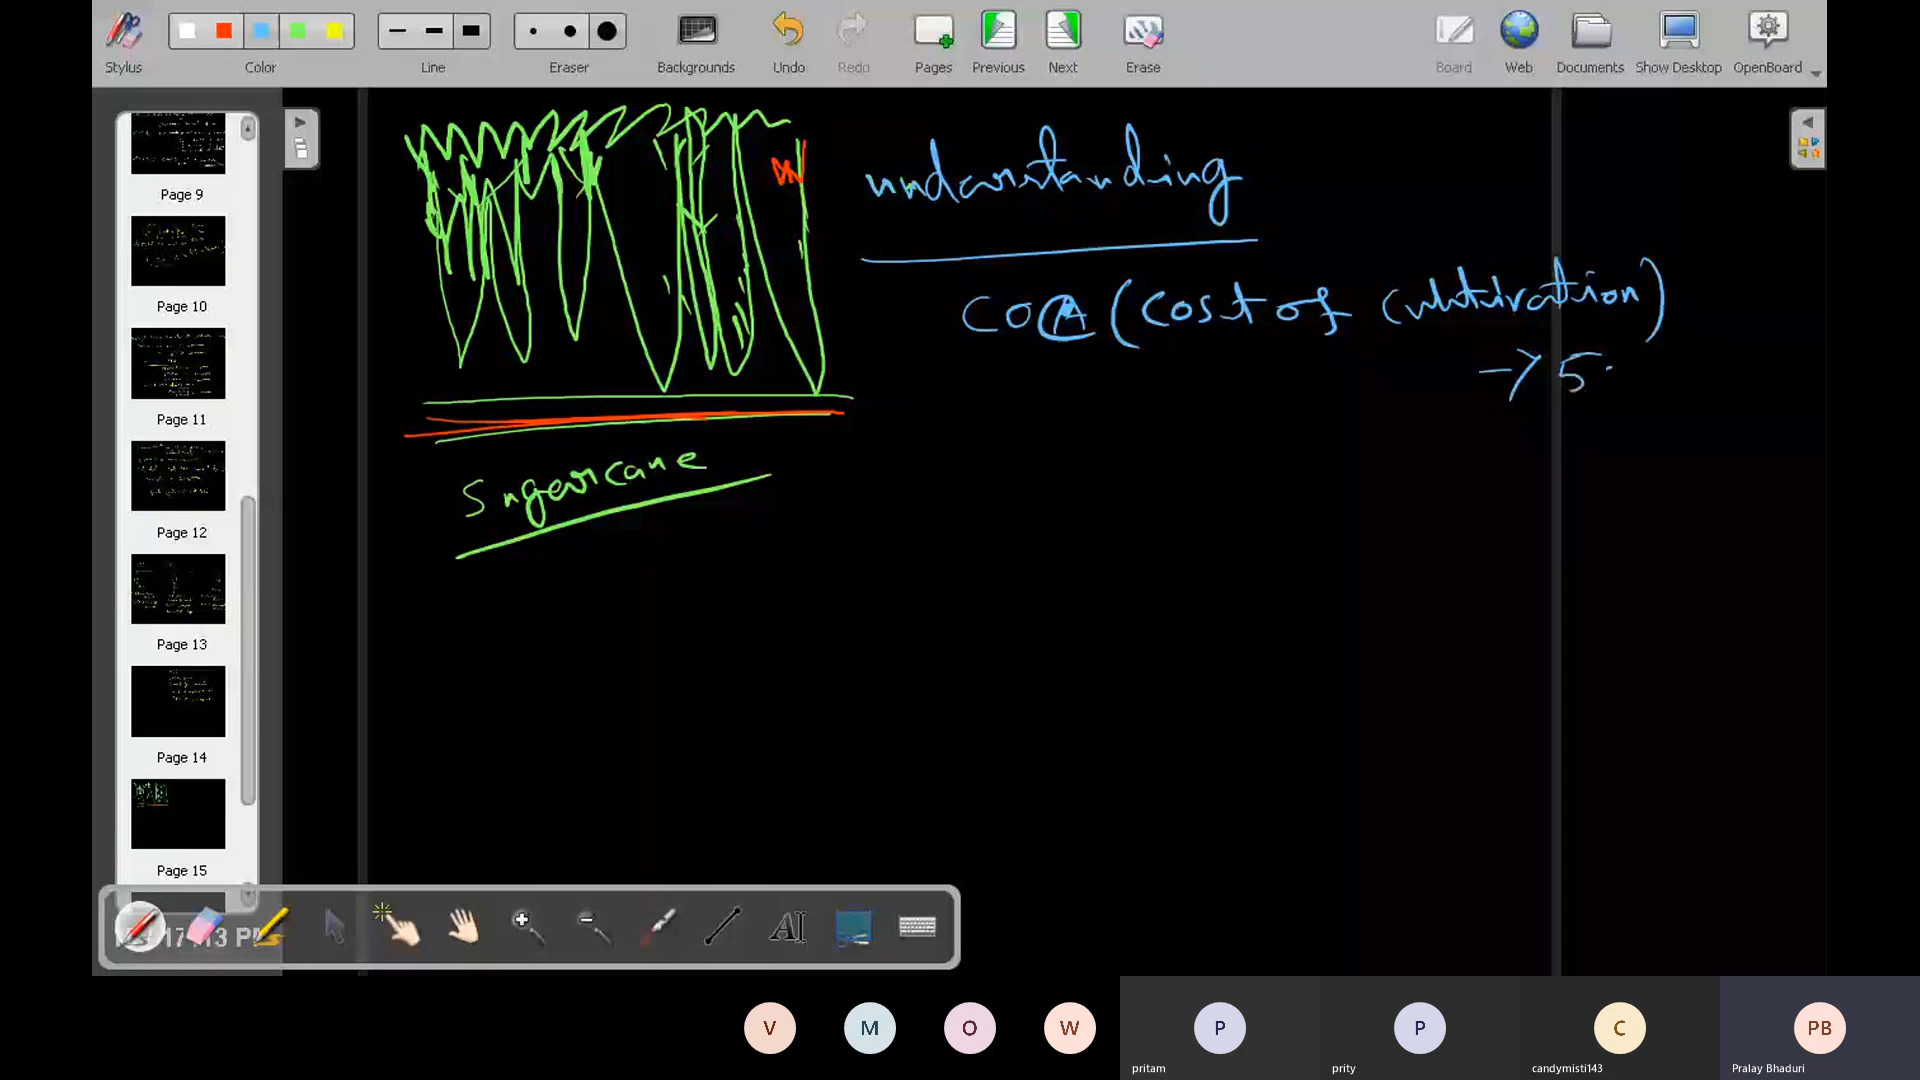 Stylus
Color
Line
Eraser
Backgrounds
Undo
Redo
Pages
Previous
Next
Erase
Board
Web
Documents
Show Desktop
OpenBoard
Page 9
Page 10
Page 11
Page 12
Page 13
Page 14
Page 15
understanding
COC (Cost of Cultivation)
→ 5
Sugarcane
AI
V
M
O
W
P
pritam
P
prity
C
candymisti143
PB
Pralay Bhaduri